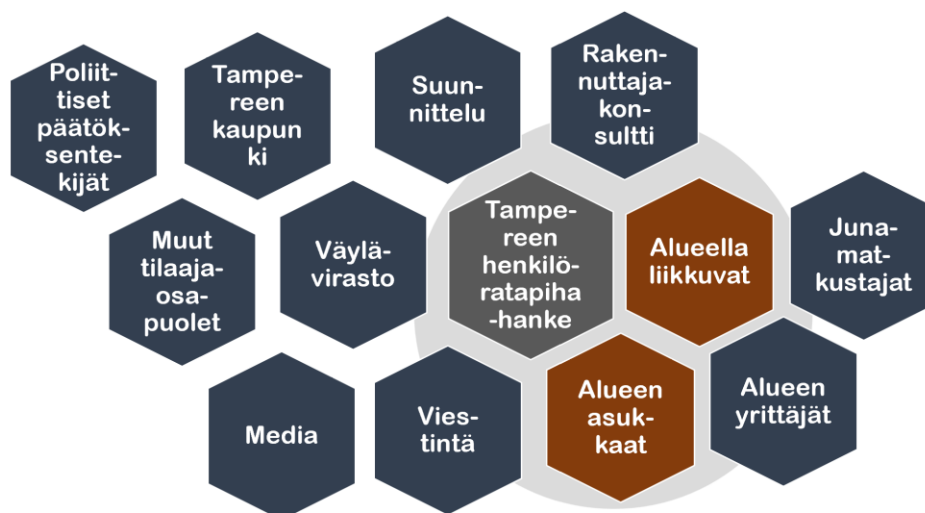 Poliit-
tiset
päätök-
sente-
kijät
Tampe-
reen
kaupun
ki
Suun-
nittelu
Raken-
nuttaja-
kon-
sultti
Muut
tilaaja-
osa-
puolet
Väylä-
virasto
Tampe-
reen
henkilö-
ratapiha
-hanke
Alueella
liikkuvat
Juna-
mat-
kustajat
Media
Vies-
tintä
Alueen
asuk-
kaat
Alueen
yrittäjät